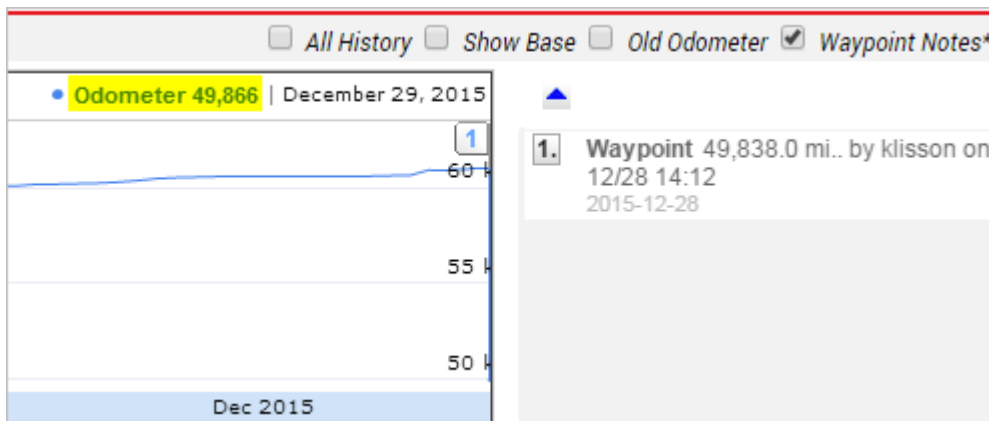 All History Show Base Old Odometer Waypoint Notes*
Odometer 49,866 | December 29, 2015
1
60 k
55 k
50 k
Dec 2015
1. Waypoint 49,838.0 mi.. by klisson on
12/28 14:12
2015-12-28